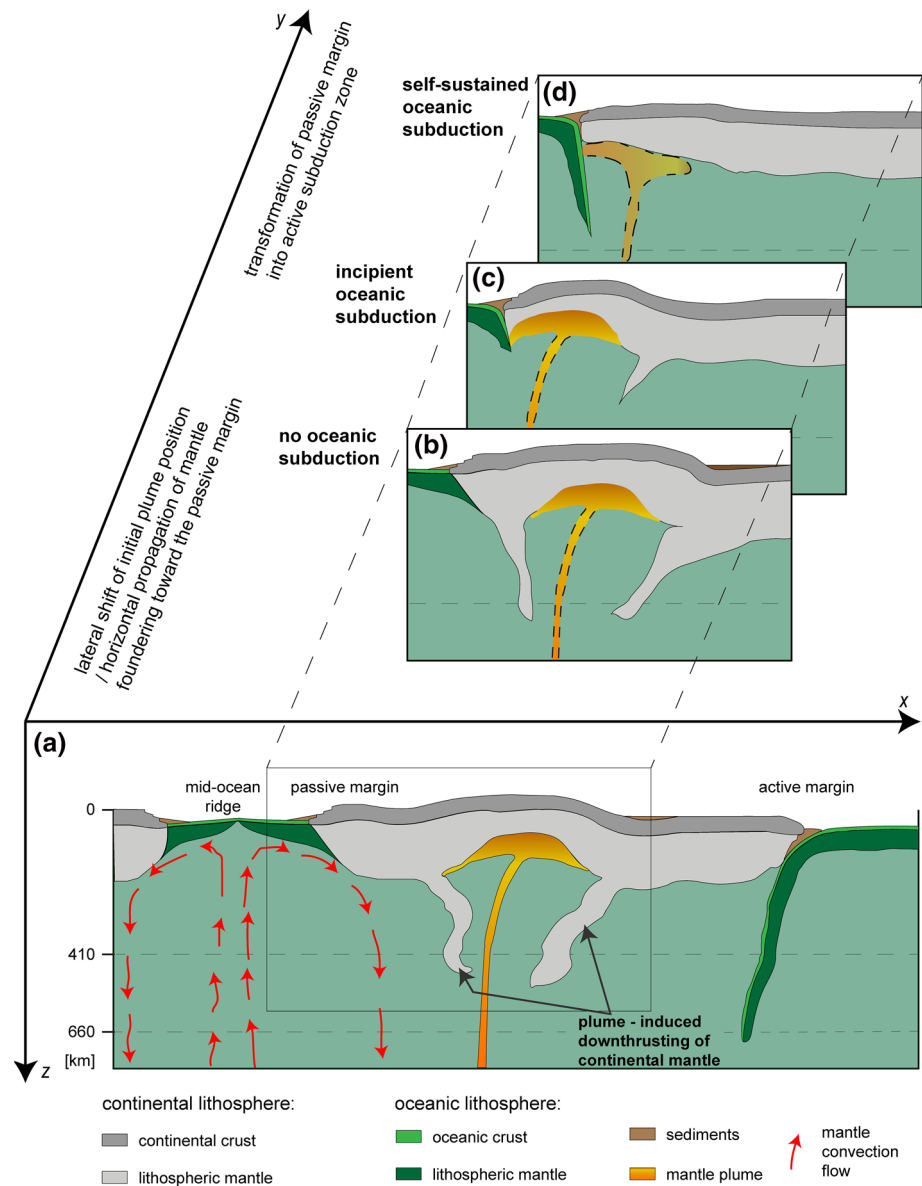 y
transformation of passive margin
into active subduction zone
lateral shift of initial plume position
/ horizontal propagation of mantle
foundering toward the passive margin
self-sustained
oceanic
subduction
(d)
incipient
oceanic
subduction
(c)
no oceanic
subduction
(b)
x
(a)
mid-ocean
ridge
passive margin
active margin
0
410
660
[km]
z
plume - induced
downthrusting of
continental mantle
continental lithosphere:
continental crust
lithospheric mantle
oceanic lithosphere:
oceanic crust
lithospheric mantle
sediments
mantle plume
mantle
convection
flow